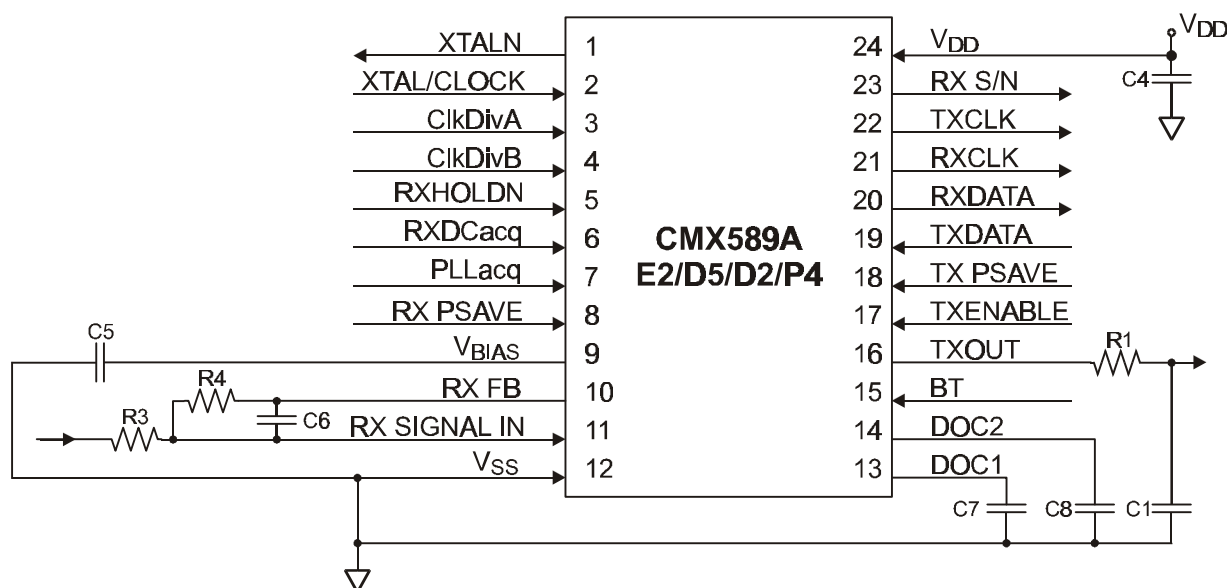 XTALN
1
XTAL/CLOCK
2
ClkDivA
3
ClkDivB
4
RXHOLDN
5
RXDCacq
6
PLLacq
7
RX PSAVE
8
VBIAS
9
RX FB
10
RX SIGNAL IN
11
VSS
12
C5
R4
R3
C6
CMX589A
E2/D5/D2/P4
24
VDD
23
RX S/N
22
TXCLK
21
RXCLK
20
RXDATA
19
TXDATA
18
TX PSAVE
17
TXENABLE
16
TXOUT
15
BT
14
DOC2
13
DOC1
VDD
C4
R1
C7
C8
C1